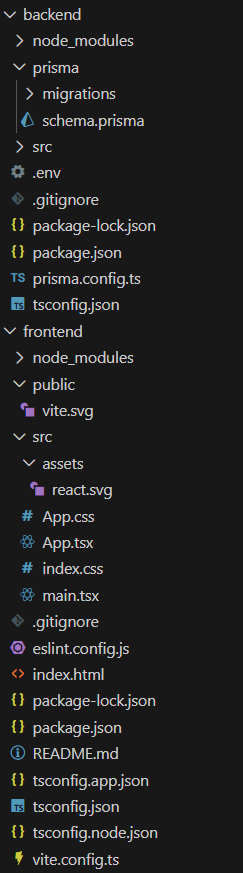 backend
node_modules
prisma
migrations
schema.prisma
src
.env
.gitignore
{} package-lock.json
{} package.json
TS prisma.config.ts
TS tsconfig.json
frontend
node_modules
public
vite.svg
src
assets
react.svg
# App.css
App.tsx
# index.css
main.tsx
.gitignore
eslint.config.js
<> index.html
{} package-lock.json
{} package.json
README.md
{} tsconfig.app.json
TS tsconfig.json
{} tsconfig.node.json
vite.config.ts